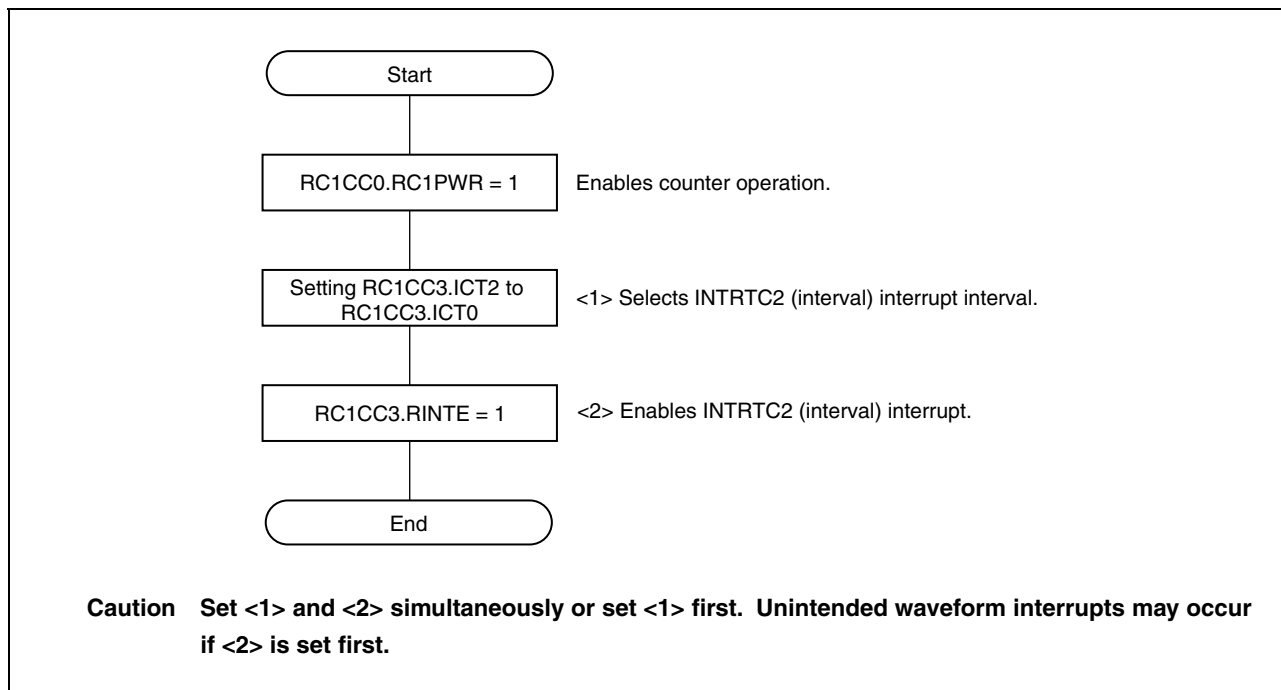 Start
RC1CC0.RC1PWR = 1
Enables counter operation.
Setting RC1CC3.ICT2 to
RC1CC3.ICT0
<1> Selects INTRTC2 (interval) interrupt interval.
RC1CC3.RINTE = 1
<2> Enables INTRTC2 (interval) interrupt.
End
Caution Set <1> and <2> simultaneously or set <1> first. Unintended waveform interrupts may occur
if <2> is set first.